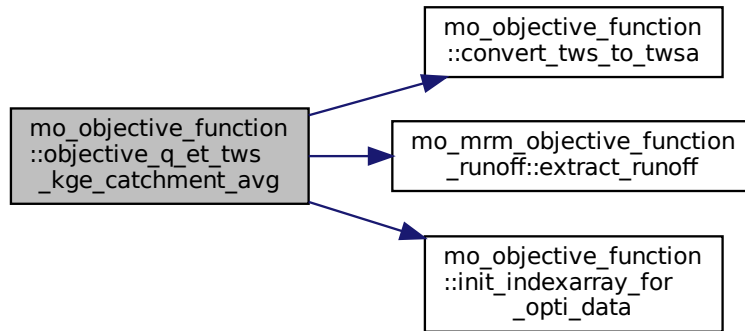 mo_objective_function
::objective_q_et_tws
_kge_catchment_avg
mo_objective_function
::convert_tws_to_twsa
mo_mrm_objective_function
_runoff::extract_runoff
mo_objective_function
::init_indexarray_for
_opti_data